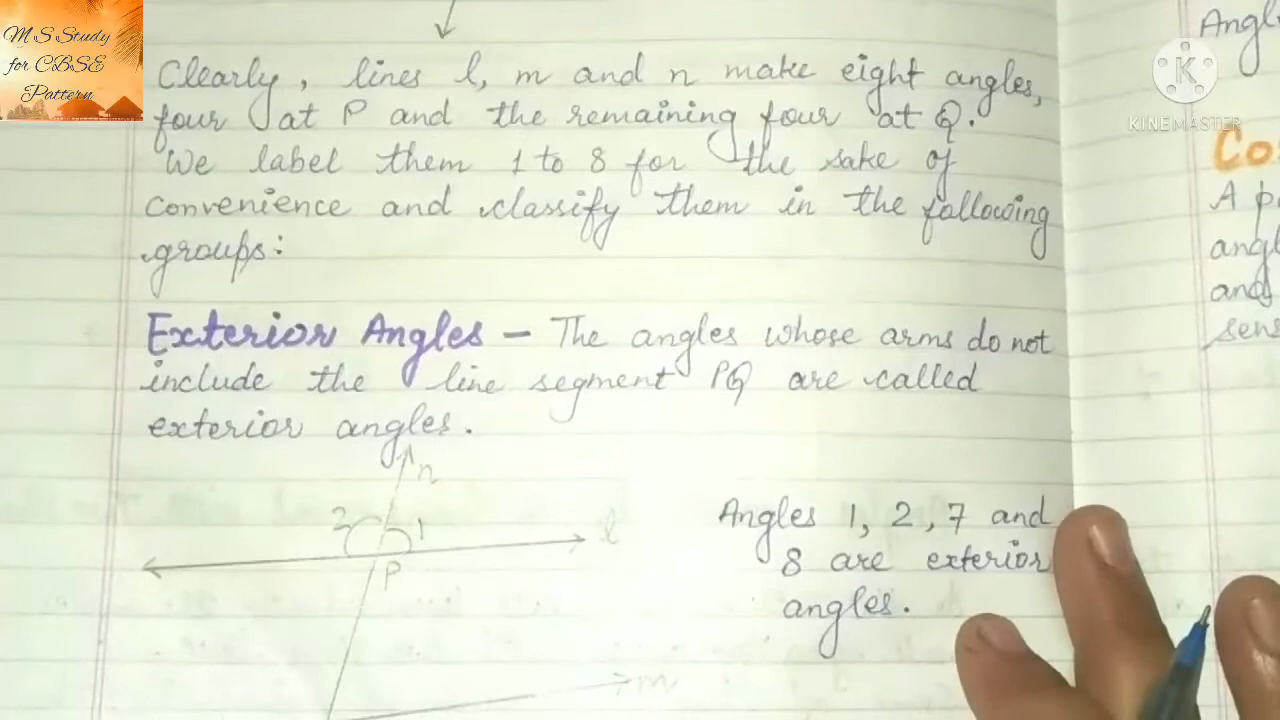 M S Study
for CBSE
Pattern
KINEMASTER
Clearly, lines l, m and n make eight angles,
four at P and the remaining four at Q.
We label them 1 to 8 for the sake of
convenience and classify them in the following
groups:
Exterior Angles – The angles whose arms do not
include the line segment PQ are called
exterior angles.
n
2
1
l
P
m
Angles 1, 2, 7 and
8 are exterior
angles.
Angl
Co
A p
angl
and
sens